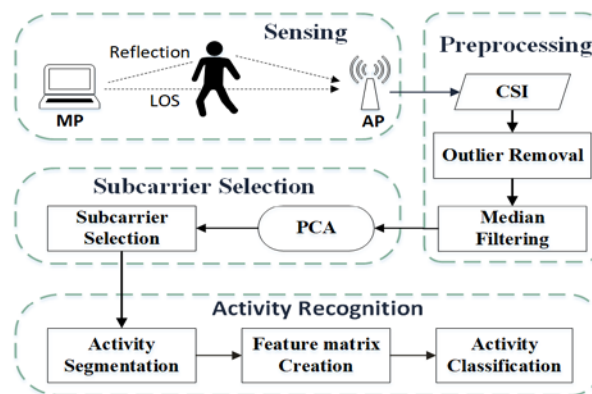 Sensing
Reflection
LOS
MP
AP
Preprocessing
CSI
Outlier Removal
Median
Filtering
Subcarrier Selection
PCA
Subcarrier
Selection
Activity Recognition
Activity
Segmentation
Feature matrix
Creation
Activity
Classification